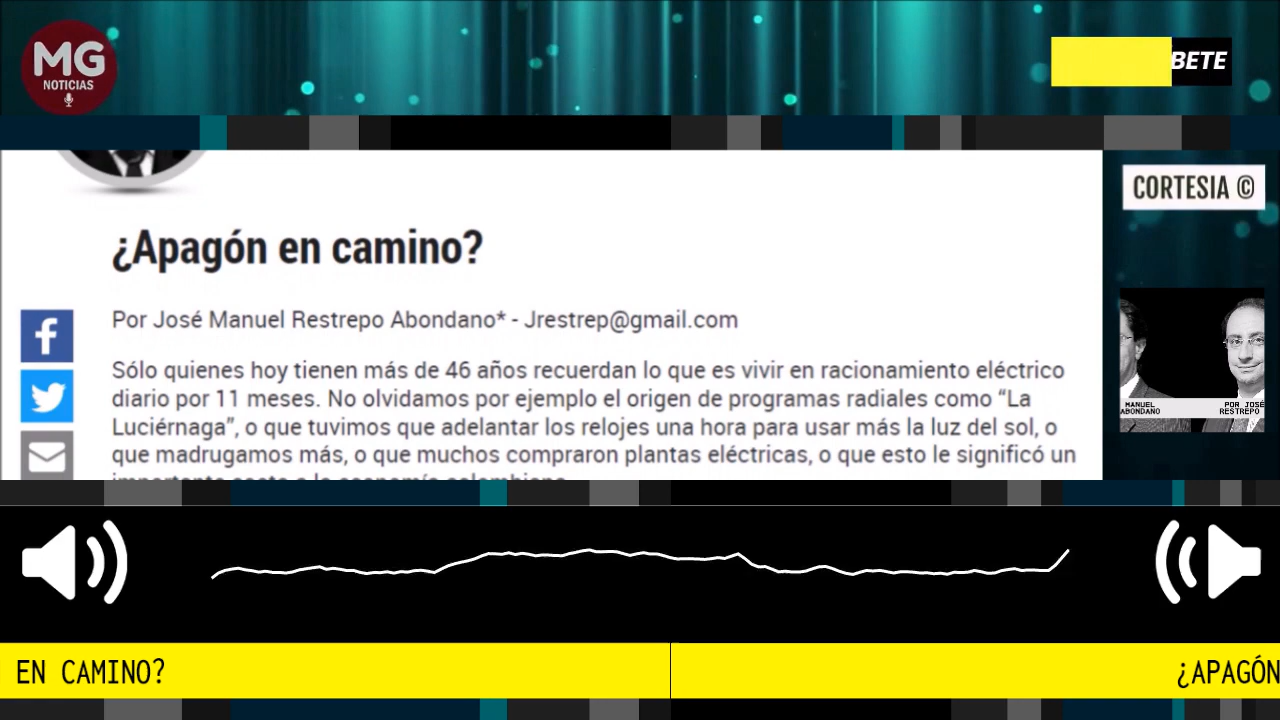 MG
NOTICIAS
BETE
CORTESIA ©
¿Apagón en camino?
Por José Manuel Restrepo Abondano* - Jrestrep@gmail.com
Sólo quienes hoy tienen más de 46 años recuerdan lo que es vivir en racionamiento eléctrico
diario por 11 meses. No olvidamos por ejemplo el origen de programas radiales como “La
Luciérnaga”, o que tuvimos que adelantar los relojes una hora para usar más la luz del sol, o
que madrugamos más, o que muchos compraron plantas eléctricas, o que esto le significó un
MANUEL
ABONDANO
POR JOSÉ
RESTREPO
EN CAMINO?
¿APAGÓN